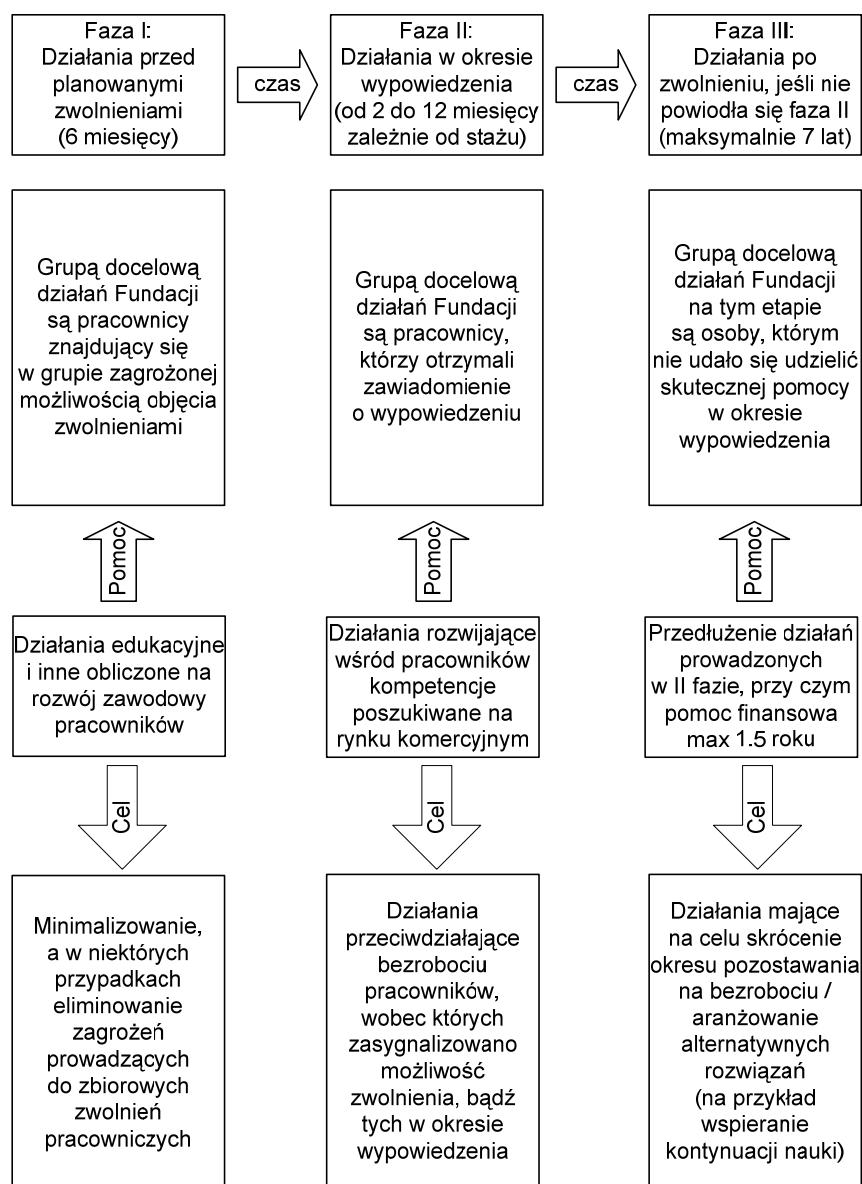 Faza I:
Działania przed
planowanymi
zwolnieniami
(6 miesięcy)
czas
Faza II:
Działania w okresie
wypowiedzenia
(od 2 do 12 miesięcy
zależnie od stażu)
czas
Faza III:
Działania po
zwolnieniu, jeśli nie
powiodła się faza II
(maksymalnie 7 lat)
Grupą docelową
działań Fundacji
są pracownicy
znajdujący się
w grupie zagrożonej
możliwością objęcia
zwolnieniami
Grupą docelową
działań Fundacji
są pracownicy,
którzy otrzymali
zawiadomienie
o wypowiedzeniu
Grupą docelową
działań Fundacji
na tym etapie
są osoby, którym
nie udało się udzielić
skutecznej pomocy
w okresie
wypowiedzenia
Pomoc
Pomoc
Pomoc
Działania edukacyjne
i inne obliczone na
rozwój zawodowy
pracowników
Działania rozwijające
wśród pracowników
kompetencje
poszukiwane na
rynku komercyjnym
Przedłużenie działań
prowadzonych
w II fazie, przy czym
pomoc finansowa
max 1.5 roku
Cel
Cel
Cel
Minimalizowanie,
a w niektórych
przypadkach
eliminowanie
zagrożeń
prowadzących
do zbiorowych
zwolnień
pracowniczych
Działania
przeciwdziałające
bezrobociu
pracowników,
wobec których
zasygnalizowano
możliwość
zwolnienia, bądź
tych w okresie
wypowiedzenia
Działania mające
na celu skrócenie
okresu pozostawania
na bezrobociu /
aranżowanie
alternatywnych
rozwiązań
(na przykład
wspieranie
kontynuacji nauki)